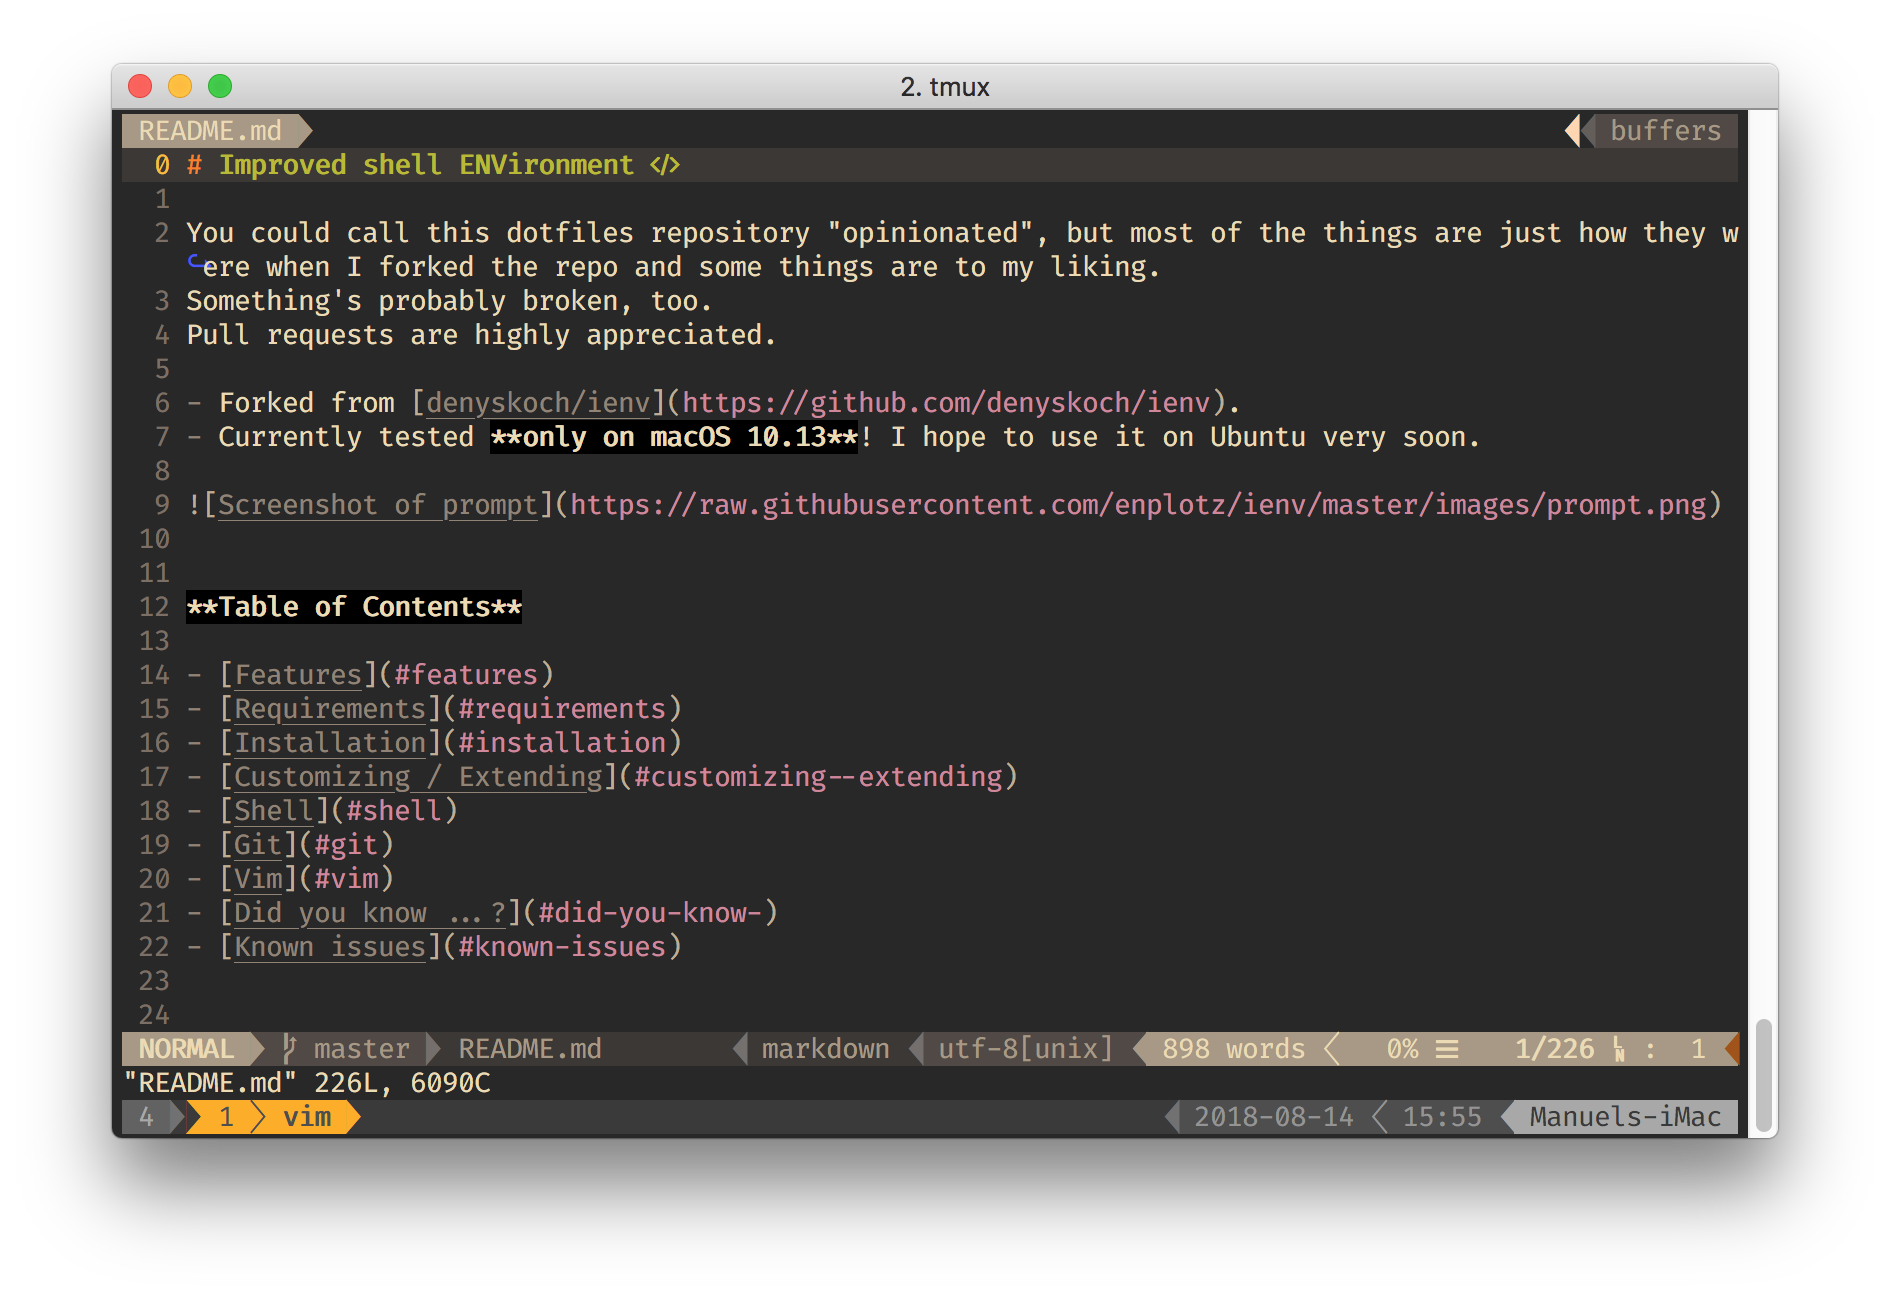 2. tmux
README.md buffers
0 # Improved shell ENVironment </>
1
2 You could call this dotfiles repository "opinionated", but most of the things are just how they w
ere when I forked the repo and some things are to my liking.
3 Something's probably broken, too.
4 Pull requests are highly appreciated.
5
6 - Forked from [denyskoch/ienv](https://github.com/denyskoch/ienv).
7 - Currently tested **only on macOS 10.13**! I hope to use it on Ubuntu very soon.
8
9 ![Screenshot of prompt](https://raw.githubusercontent.com/enplotz/ienv/master/images/prompt.png)
10
11
12 **Table of Contents**
13
14 - [Features](#features)
15 - [Requirements](#requirements)
16 - [Installation](#installation)
17 - [Customizing / Extending](#customizing--extending)
18 - [Shell](#shell)
19 - [Git](#git)
20 - [Vim](#vim)
21 - [Did you know ...?](#did-you-know-)
22 - [Known issues](#known-issues)
23
24
NORMAL master README.md markdown utf-8[unix] 898 words 0% ☰ 1/226 LN : 1
"README.md" 226L, 6090C
4 1 vim 2018-08-14 15:55 Manuels-iMac